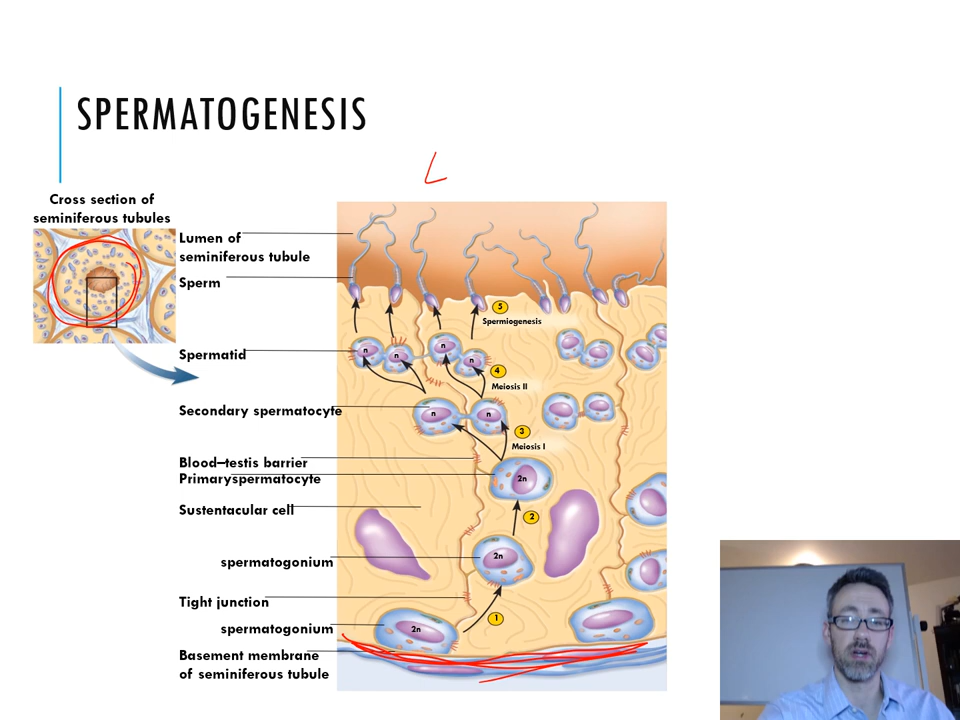 SPERMATOGENESIS
L
Cross section of
seminiferous tubules
Lumen of
seminiferous tubule
Sperm
5
Spermiogenesis
n
n
n
n
Spermatid
4
Meiosis II
Secondary spermatocyte
n
n
3
Meiosis I
Blood–testis barrier
Primaryspermatocyte
2n
Sustentacular cell
2
spermatogonium
2n
Tight junction
1
spermatogonium
2n
Basement membrane
of seminiferous tubule